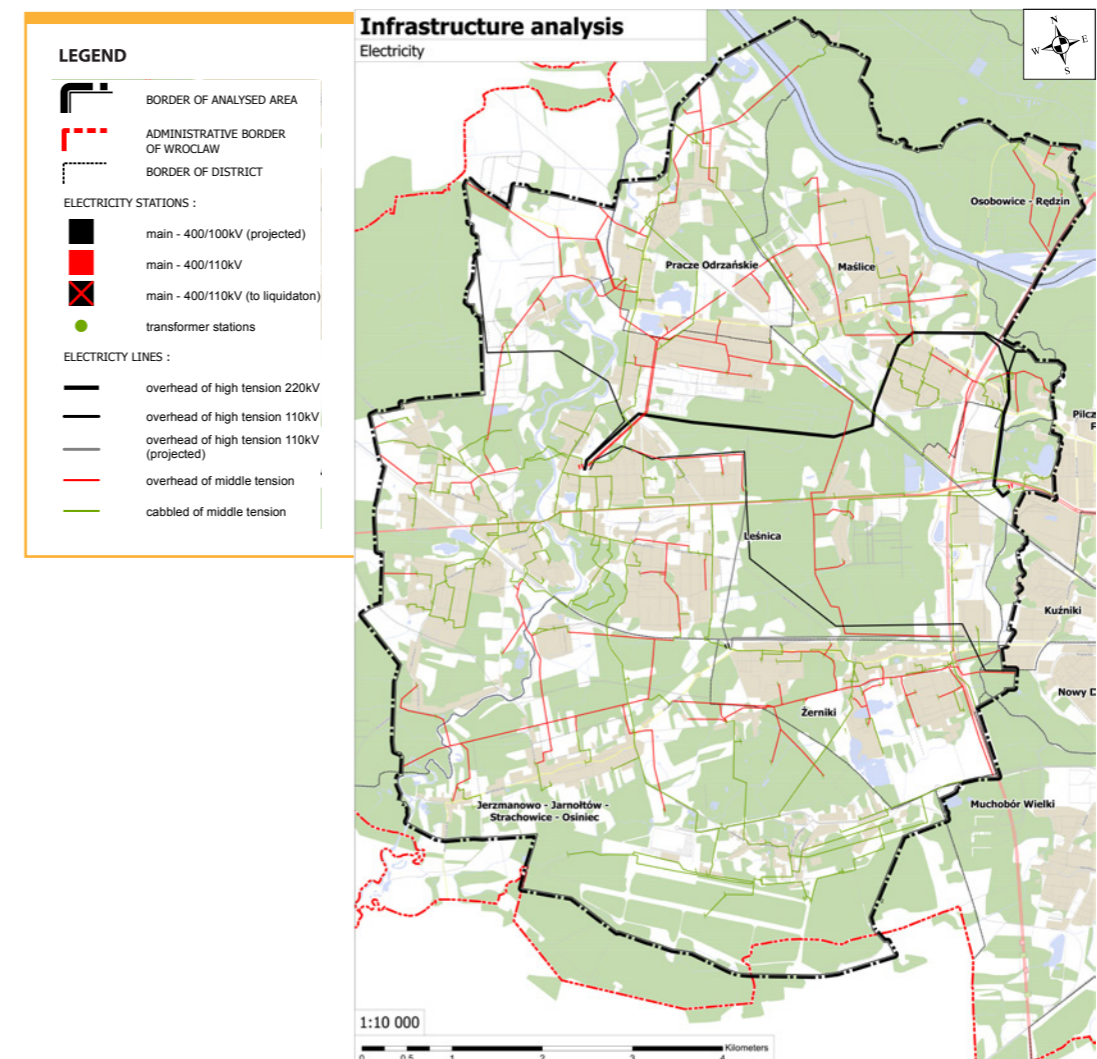 LEGEND
BORDER OF ANALYSED AREA
ADMINISTRATIVE BORDER
OF WROCLAW
BORDER OF DISTRICT
ELECTRICITY STATIONS :
main - 400/100kV (projected)
main - 400/110kV
main - 400/110kV (to liquidaton)
transformer stations
ELECTRICTY LINES :
overhead of high tension 220kV
overhead of high tension 110kV
overhead of high tension 110kV
(projected)
overhead of middle tension
cabbled of middle tension
Infrastructure analysis
Electricity
N
W
E
S
Osobowice - Rędzin
Pracze Odrzańskie
Maślice
Pilcz
F
Leśnica
Kuźniki
Nowy D
Żerniki
Jerzmanowo - Jarnołtów -
Strachowice - Osiniec
Muchobór Wielki
1:10 000
Kilometers
0 0.5 1 2 3 4